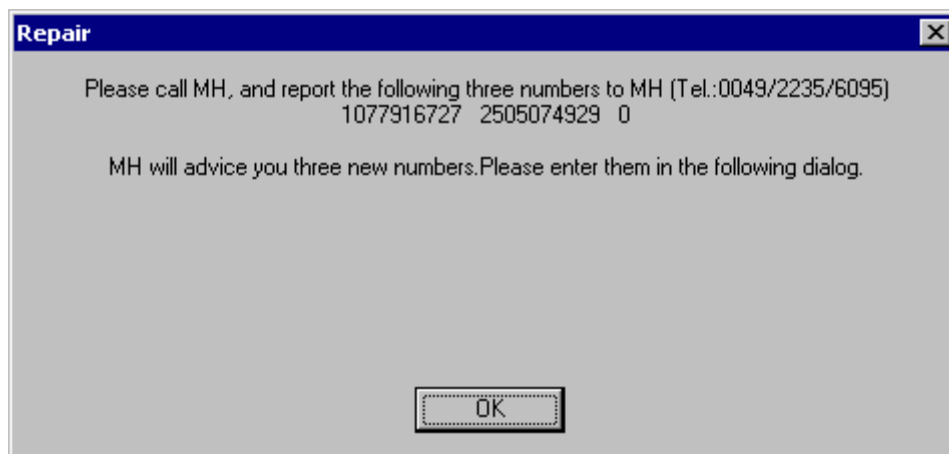 Repair
Please call MH, and report the following three numbers to MH (Tel.:0049/2235/6095)
1077916727 2505074929 0
MH will advice you three new numbers.Please enter them in the following dialog.
OK